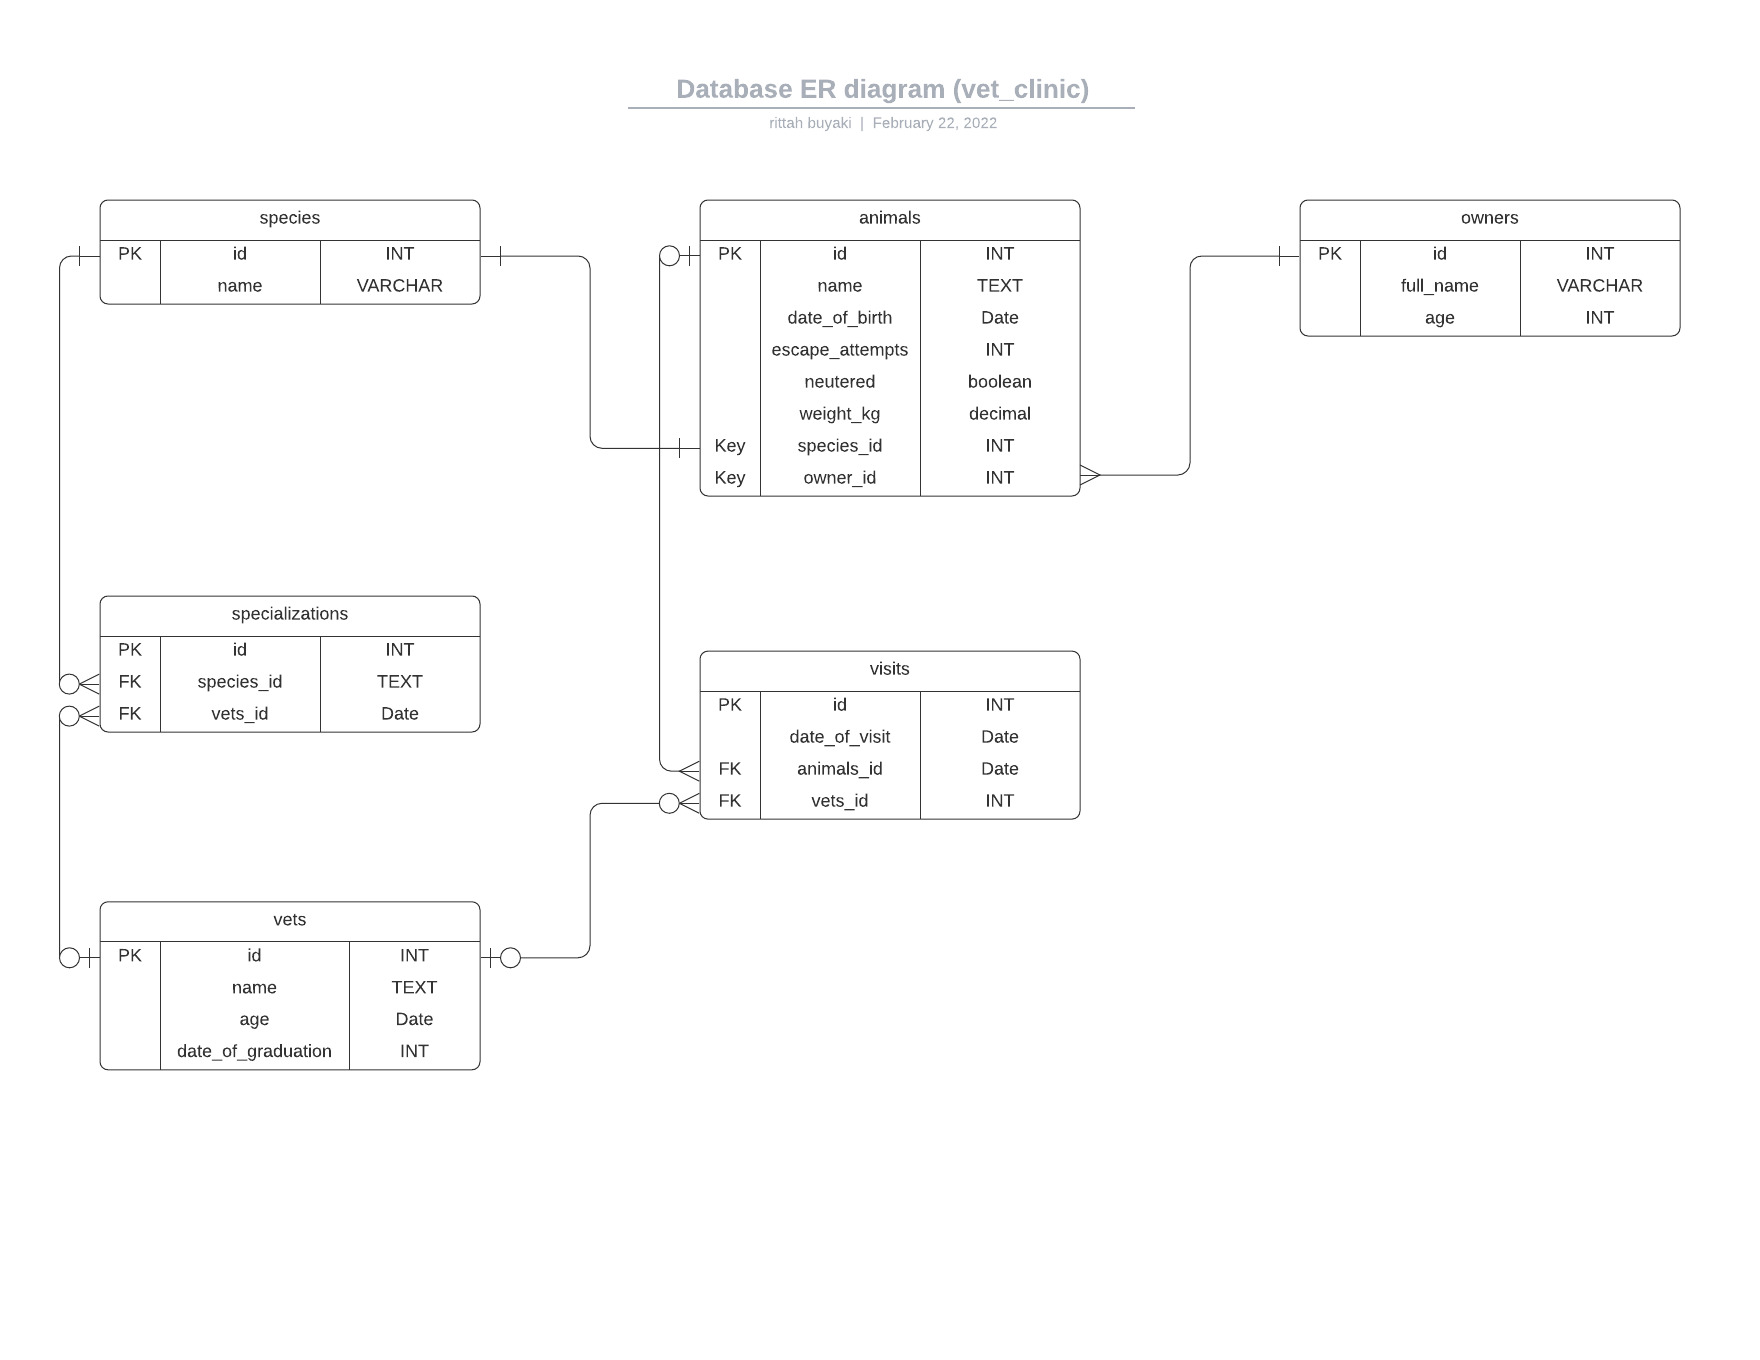 Database ER diagram (vet_clinic)
rittah buyaki | February 22, 2022
species
PK id INT
name VARCHAR
animals
PK id INT
name TEXT
date_of_birth Date
escape_attempts INT
neutered boolean
weight_kg decimal
Key species_id INT
Key owner_id INT
owners
PK id INT
full_name VARCHAR
age INT
specializations
PK id INT
FK species_id TEXT
FK vets_id Date
visits
PK id INT
date_of_visit Date
FK animals_id Date
FK vets_id INT
vets
PK id INT
name TEXT
age Date
date_of_graduation INT